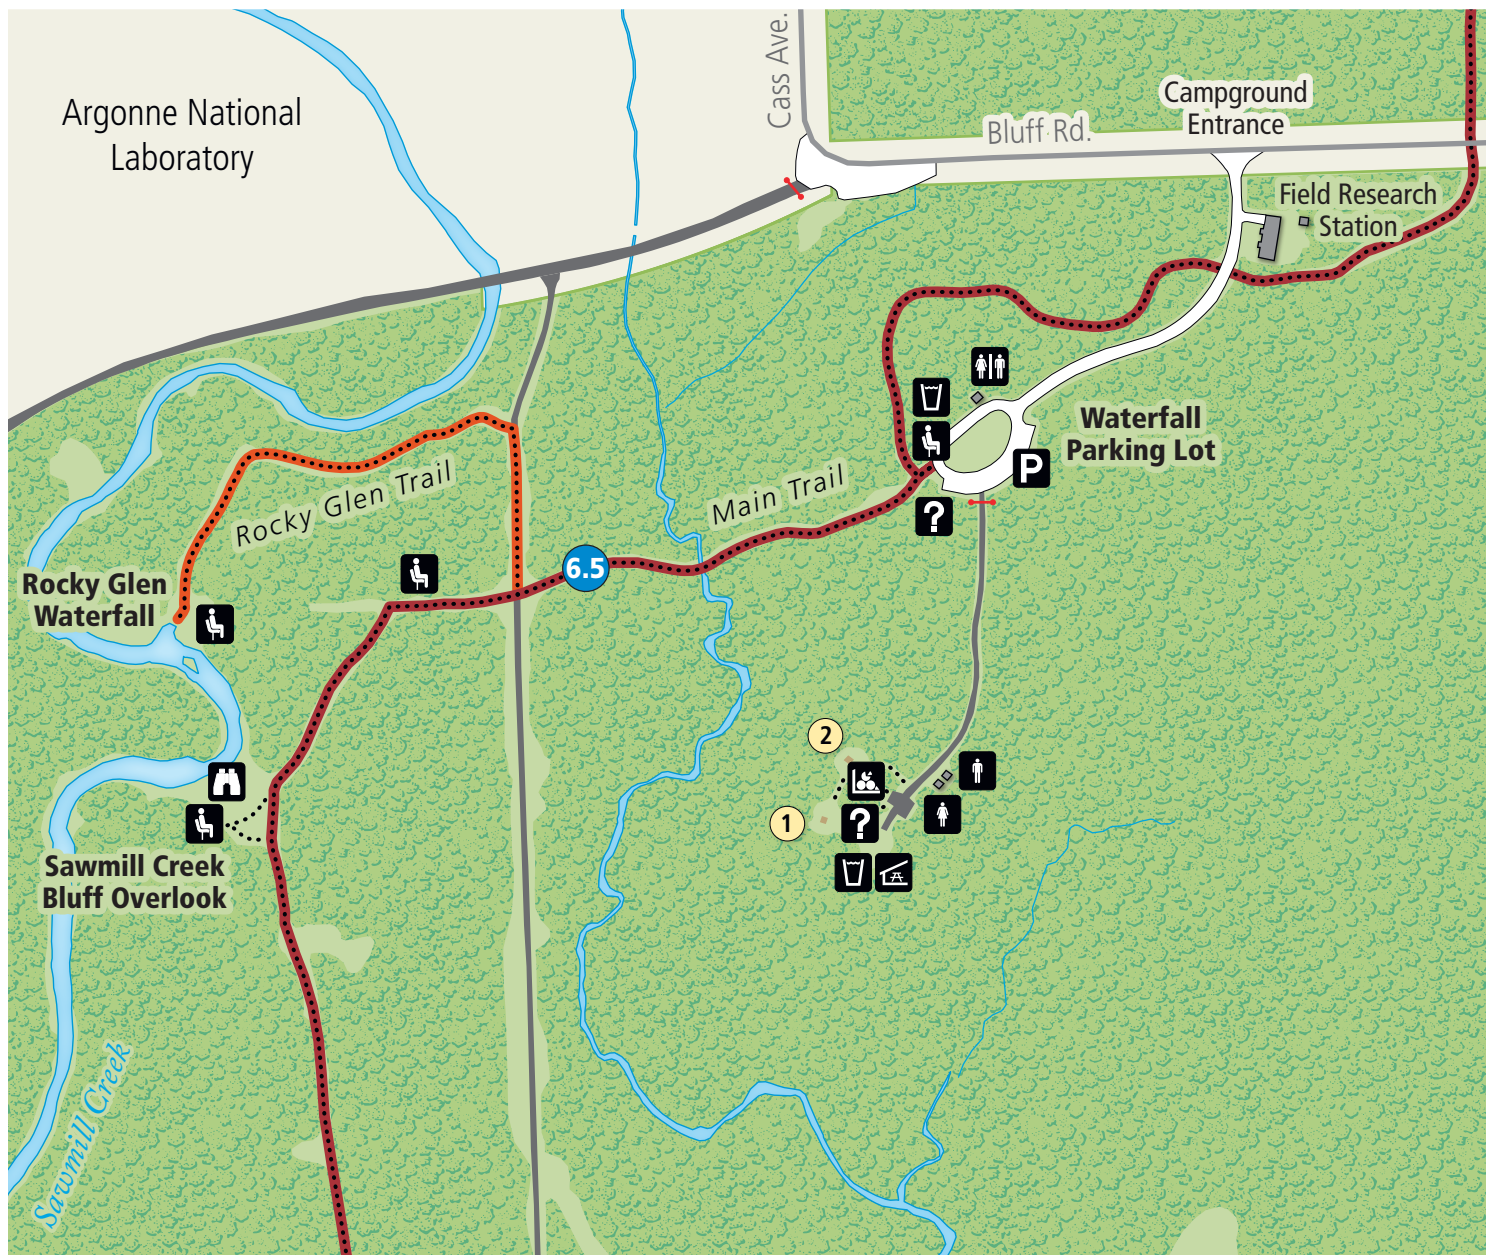 Argonne National
Laboratory
Cass Ave.
Bluff Rd.
Campground
Entrance
Field Research
Station
Waterfall
Parking Lot
P
?
Main Trail
Rocky Glen Trail
6.5
Rocky Glen
Waterfall
2
1
?
Sawmill Creek
Bluff Overlook
Sawmill Creek